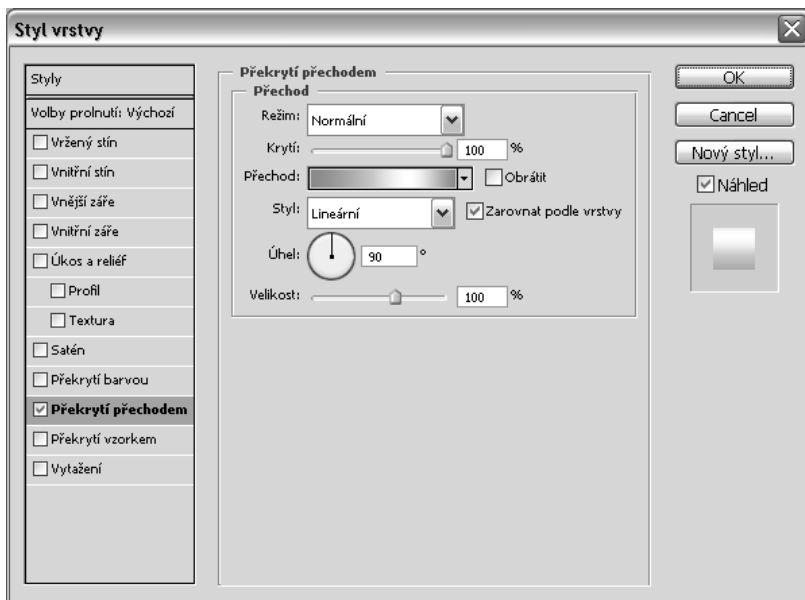 Styl vrstvy
Styly
Volby prolnutí: Výchozí
Vržený stín
Vnitřní stín
Vnější záře
Vnitřní záře
Úkos a reliéf
Profil
Textura
Satén
Překrytí barvou
Překrytí přechodem
Překrytí vzorkem
Vytažení
Překrytí přechodem
Přechod
Režim: Normální
Krytí: 100 %
Přechod: Obrátit
Styl: Lineární Zarovnat podle vrstvy
Úhel: 90 °
Velikost: 100 %
OK
Cancel
Nový styl...
Náhled